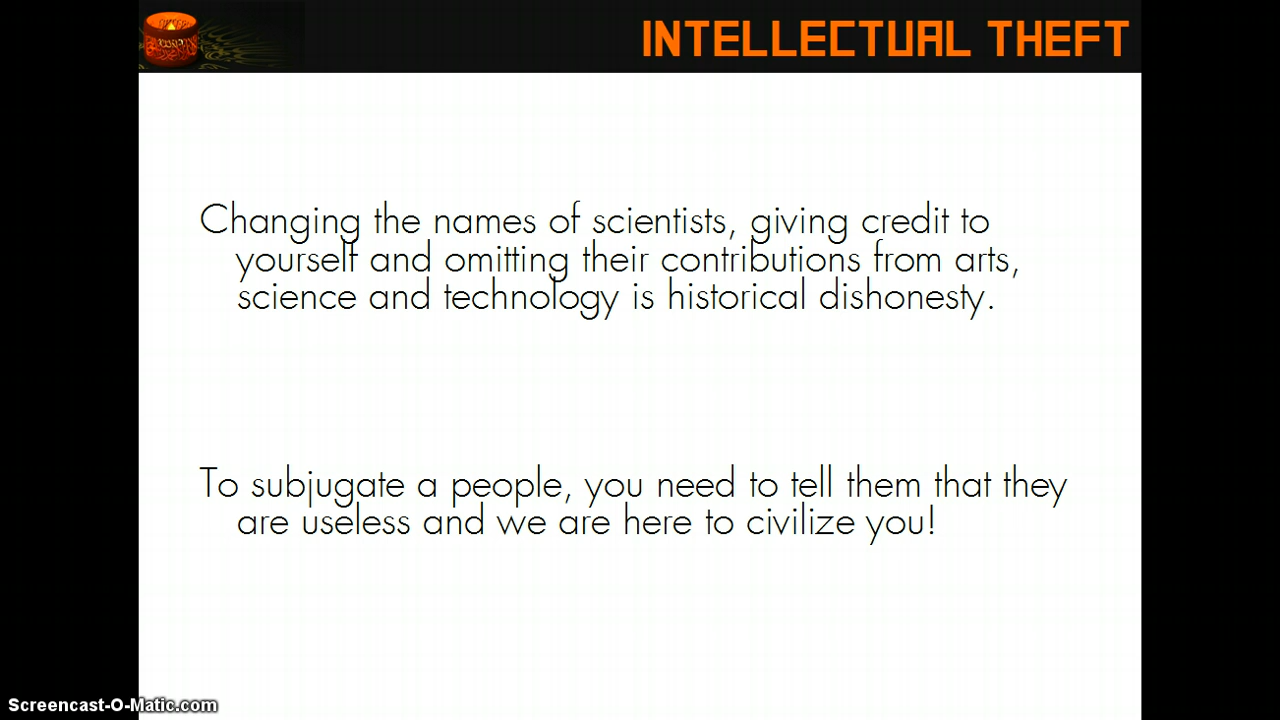 INTELLECTUAL THEFT
Changing the names of scientists, giving credit to
yourself and omitting their contributions from arts,
science and technology is historical dishonesty.
To subjugate a people, you need to tell them that they
are useless and we are here to civilize you!
Screencast-O-Matic.com